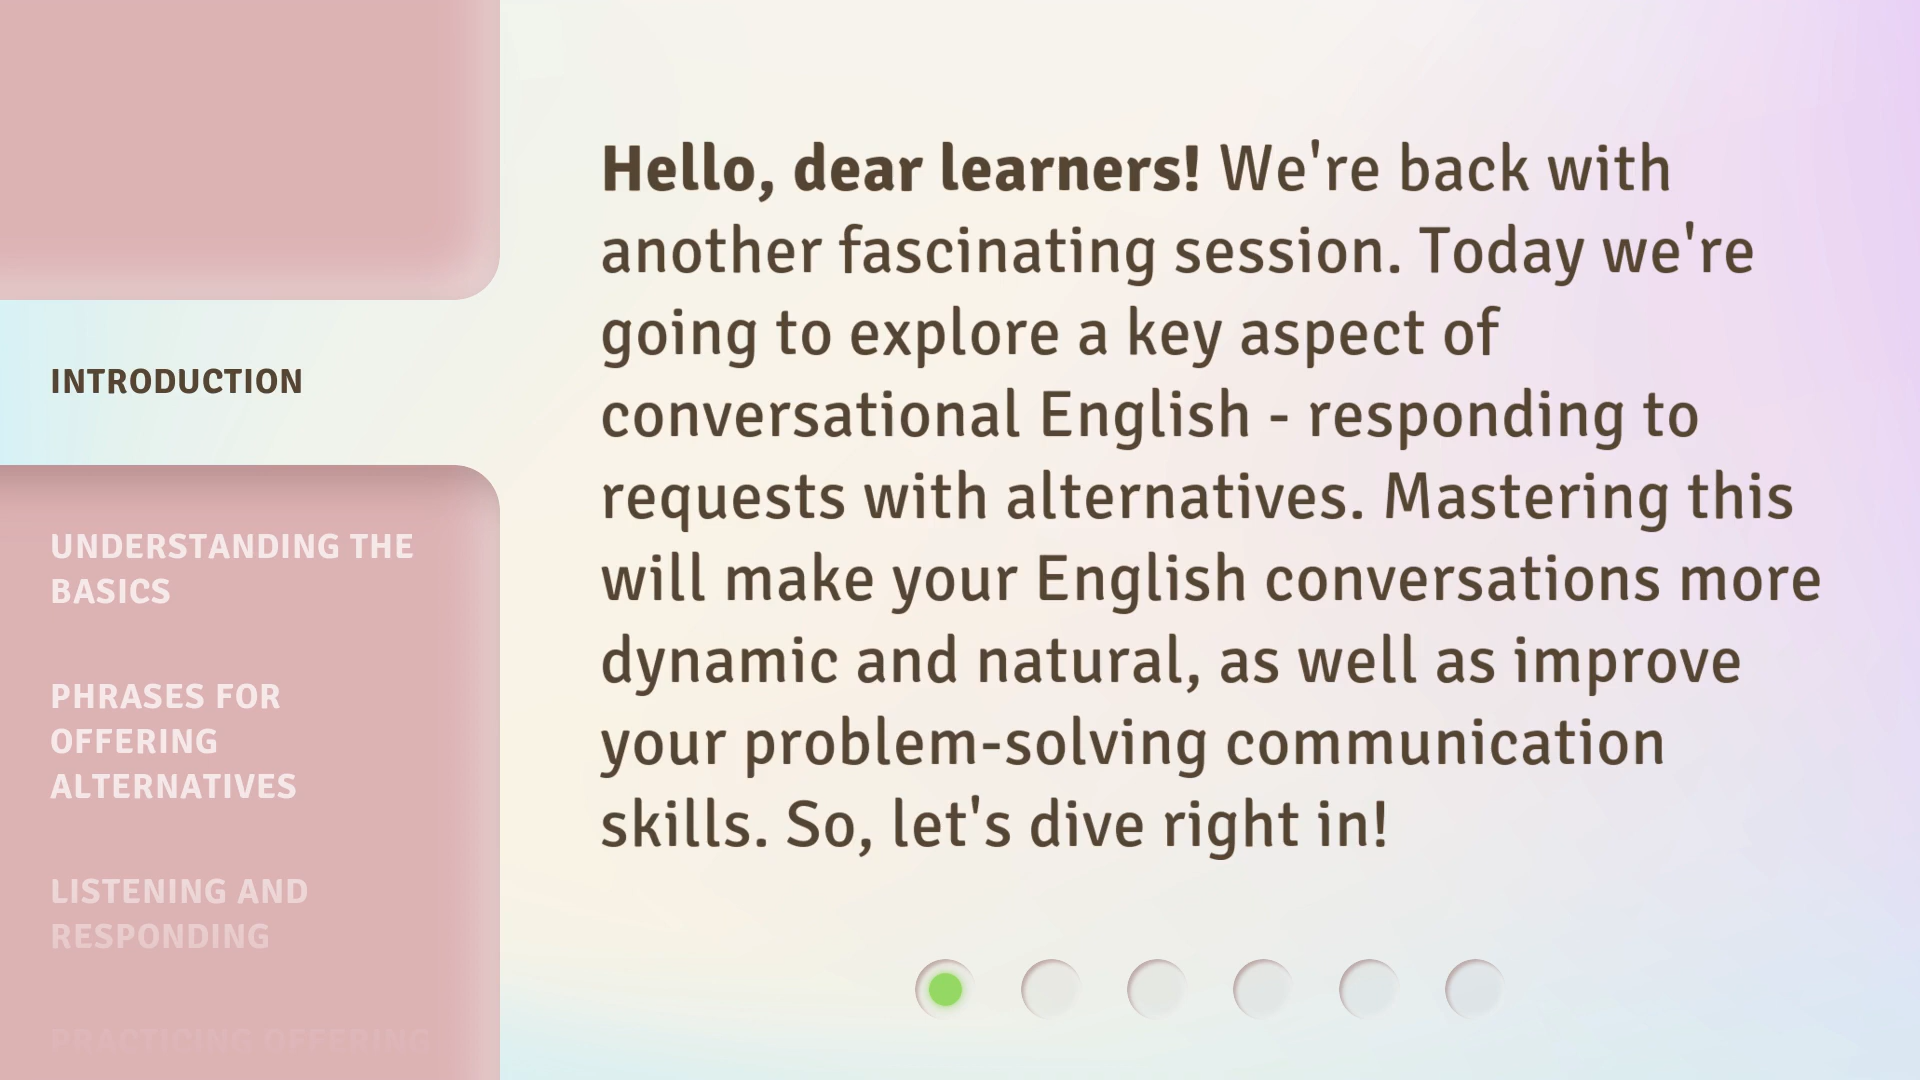 INTRODUCTION
UNDERSTANDING THE
BASICS
PHRASES FOR
OFFERING
ALTERNATIVES
LISTENING AND
RESPONDING
PRACTICING OFFERING
Hello, dear learners! We're back with
another fascinating session. Today we're
going to explore a key aspect of
conversational English - responding to
requests with alternatives. Mastering this
will make your English conversations more
dynamic and natural, as well as improve
your problem-solving communication
skills. So, let's dive right in!